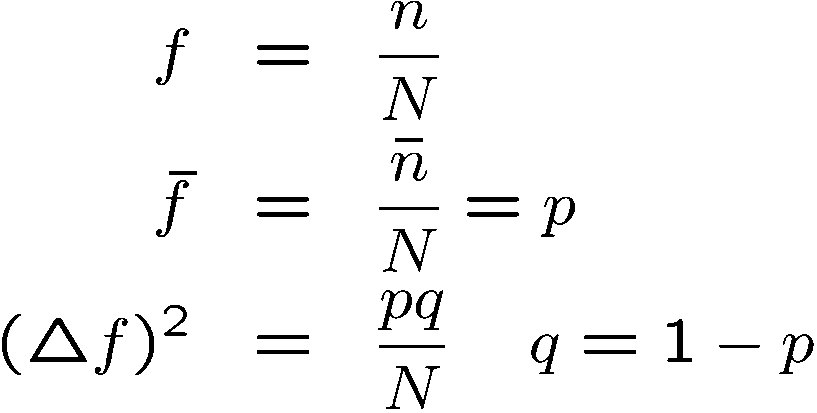 f = n/N
f̄ = n̄/N = p
(Δf)² = pq/N q = 1 − p